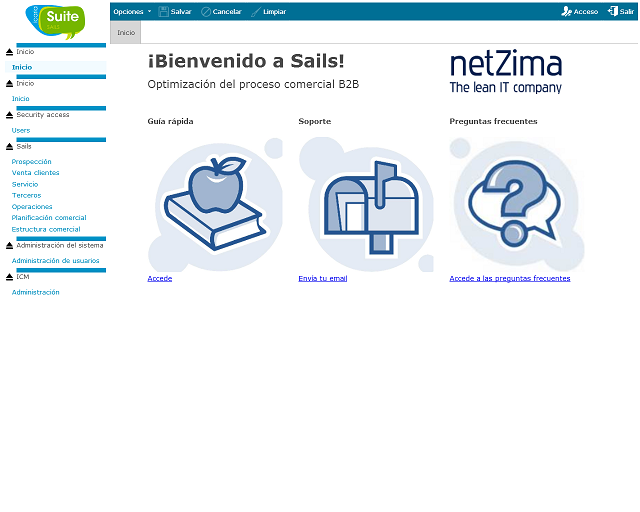 Suite
SAILS
Opciones
Salvar
Cancelar
Limpiar
Acceso
Salir
Inicio
Inicio
Inicio
Inicio
Inicio
Security access
Users
Sails
Prospección
Venta clientes
Servicio
Terceros
Operaciones
Planificación comercial
Estructura comercial
Administración del sistema
Administración de usuarios
ICM
Administración
¡Bienvenido a Sails!
Optimización del proceso comercial B2B
netZima
The lean IT company
Guía rápida
Soporte
Preguntas frecuentes
Accede
Envía tu email
Accede a las preguntas frecuentes